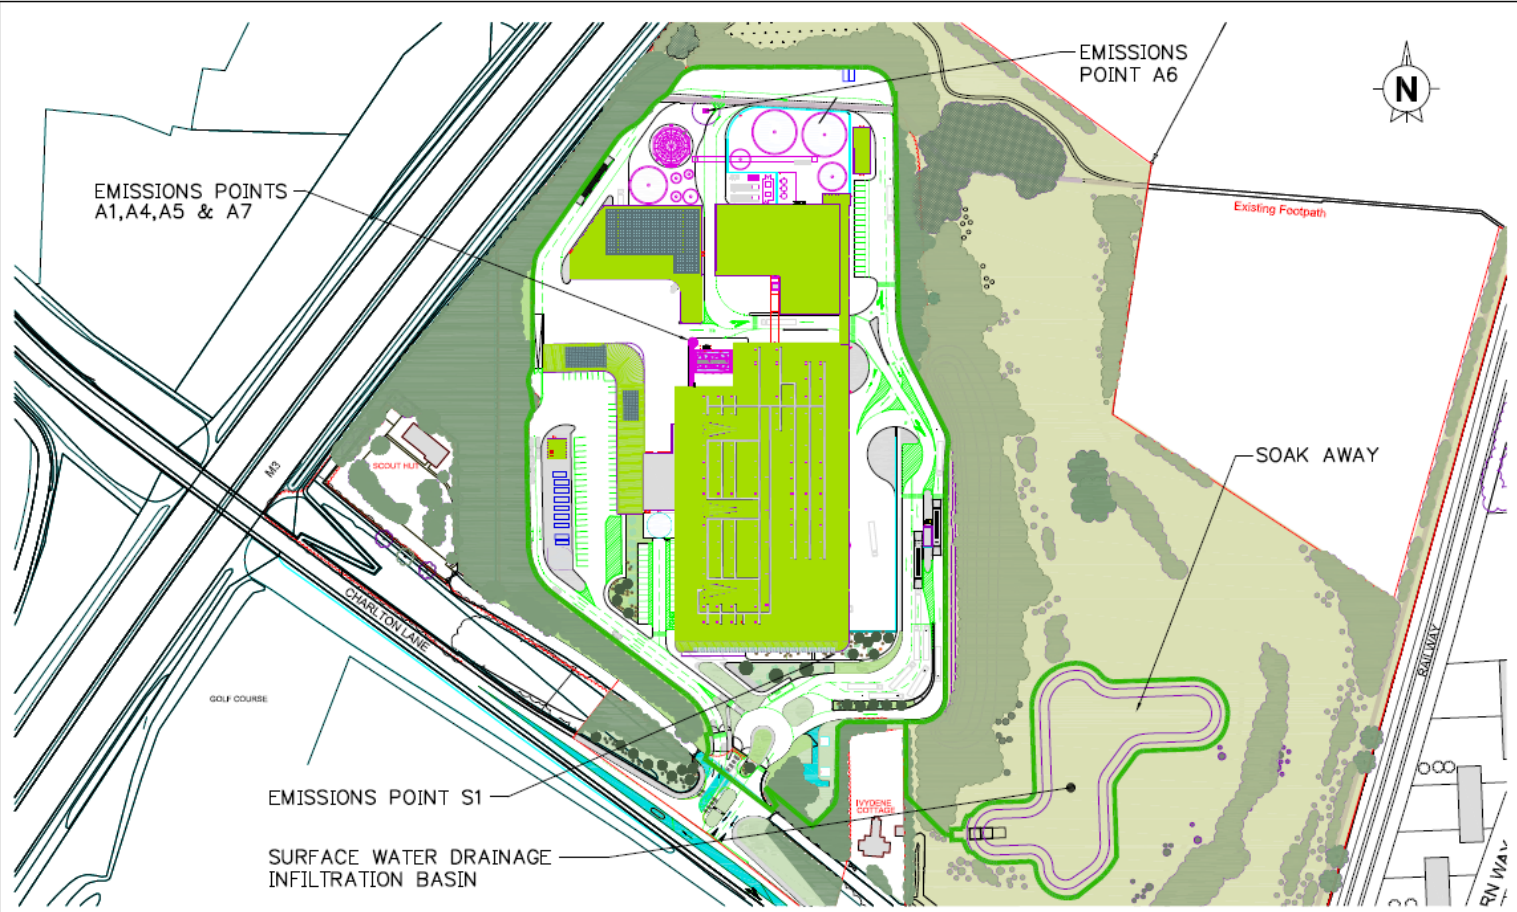 EMISSIONS
POINT A6
N
EMISSIONS POINTS
A1,A4,A5 & A7
Existing Footpath
SOAK AWAY
M3
SCOUT HUT
CHARLTON LANE
RAILWAY
GOLF COURSE
EMISSIONS POINT S1
IVYDENE
COTTAGE
SURFACE WATER DRAINAGE
INFILTRATION BASIN